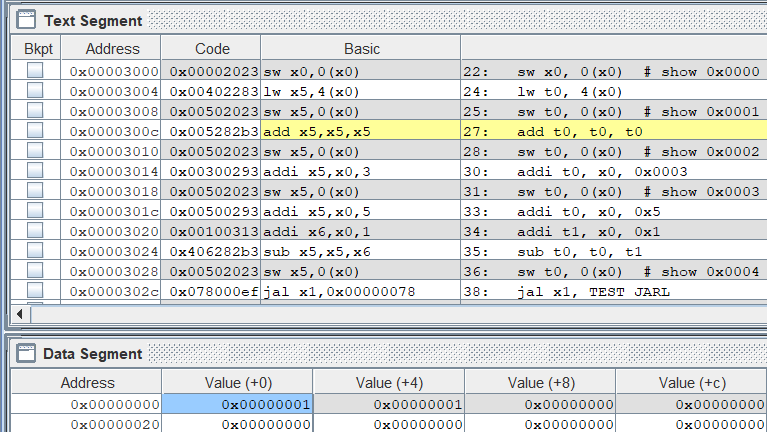 Text Segment
Bkpt Address Code Basic
0x00003000 0x00002023 sw x0,0(x0) 22: sw x0, 0(x0) # show 0x0000
0x00003004 0x00402283 lw x5,4(x0) 24: lw t0, 4(x0)
0x00003008 0x00502023 sw x5,0(x0) 25: sw t0, 0(x0) # show 0x0001
0x0000300c 0x005282b3 add x5,x5,x5 27: add t0, t0, t0
0x00003010 0x00502023 sw x5,0(x0) 28: sw t0, 0(x0) # show 0x0002
0x00003014 0x00300293 addi x5,x0,3 30: addi t0, x0, 0x0003
0x00003018 0x00502023 sw x5,0(x0) 31: sw t0, 0(x0) # show 0x0003
0x0000301c 0x00500293 addi x5,x0,5 33: addi t0, x0, 0x5
0x00003020 0x00100313 addi x6,x0,1 34: addi t1, x0, 0x1
0x00003024 0x406282b3 sub x5,x5,x6 35: sub t0, t0, t1
0x00003028 0x00502023 sw x5,0(x0) 36: sw t0, 0(x0) # show 0x0004
0x0000302c 0x078000ef jal x1,0x00000078 38: jal x1, TEST JARL
Data Segment
Address Value (+0) Value (+4) Value (+8) Value (+c)
0x00000000 0x00000001 0x00000001 0x00000000 0x00000000
0x00000020 0x00000000 0x00000000 0x00000000 0x00000000